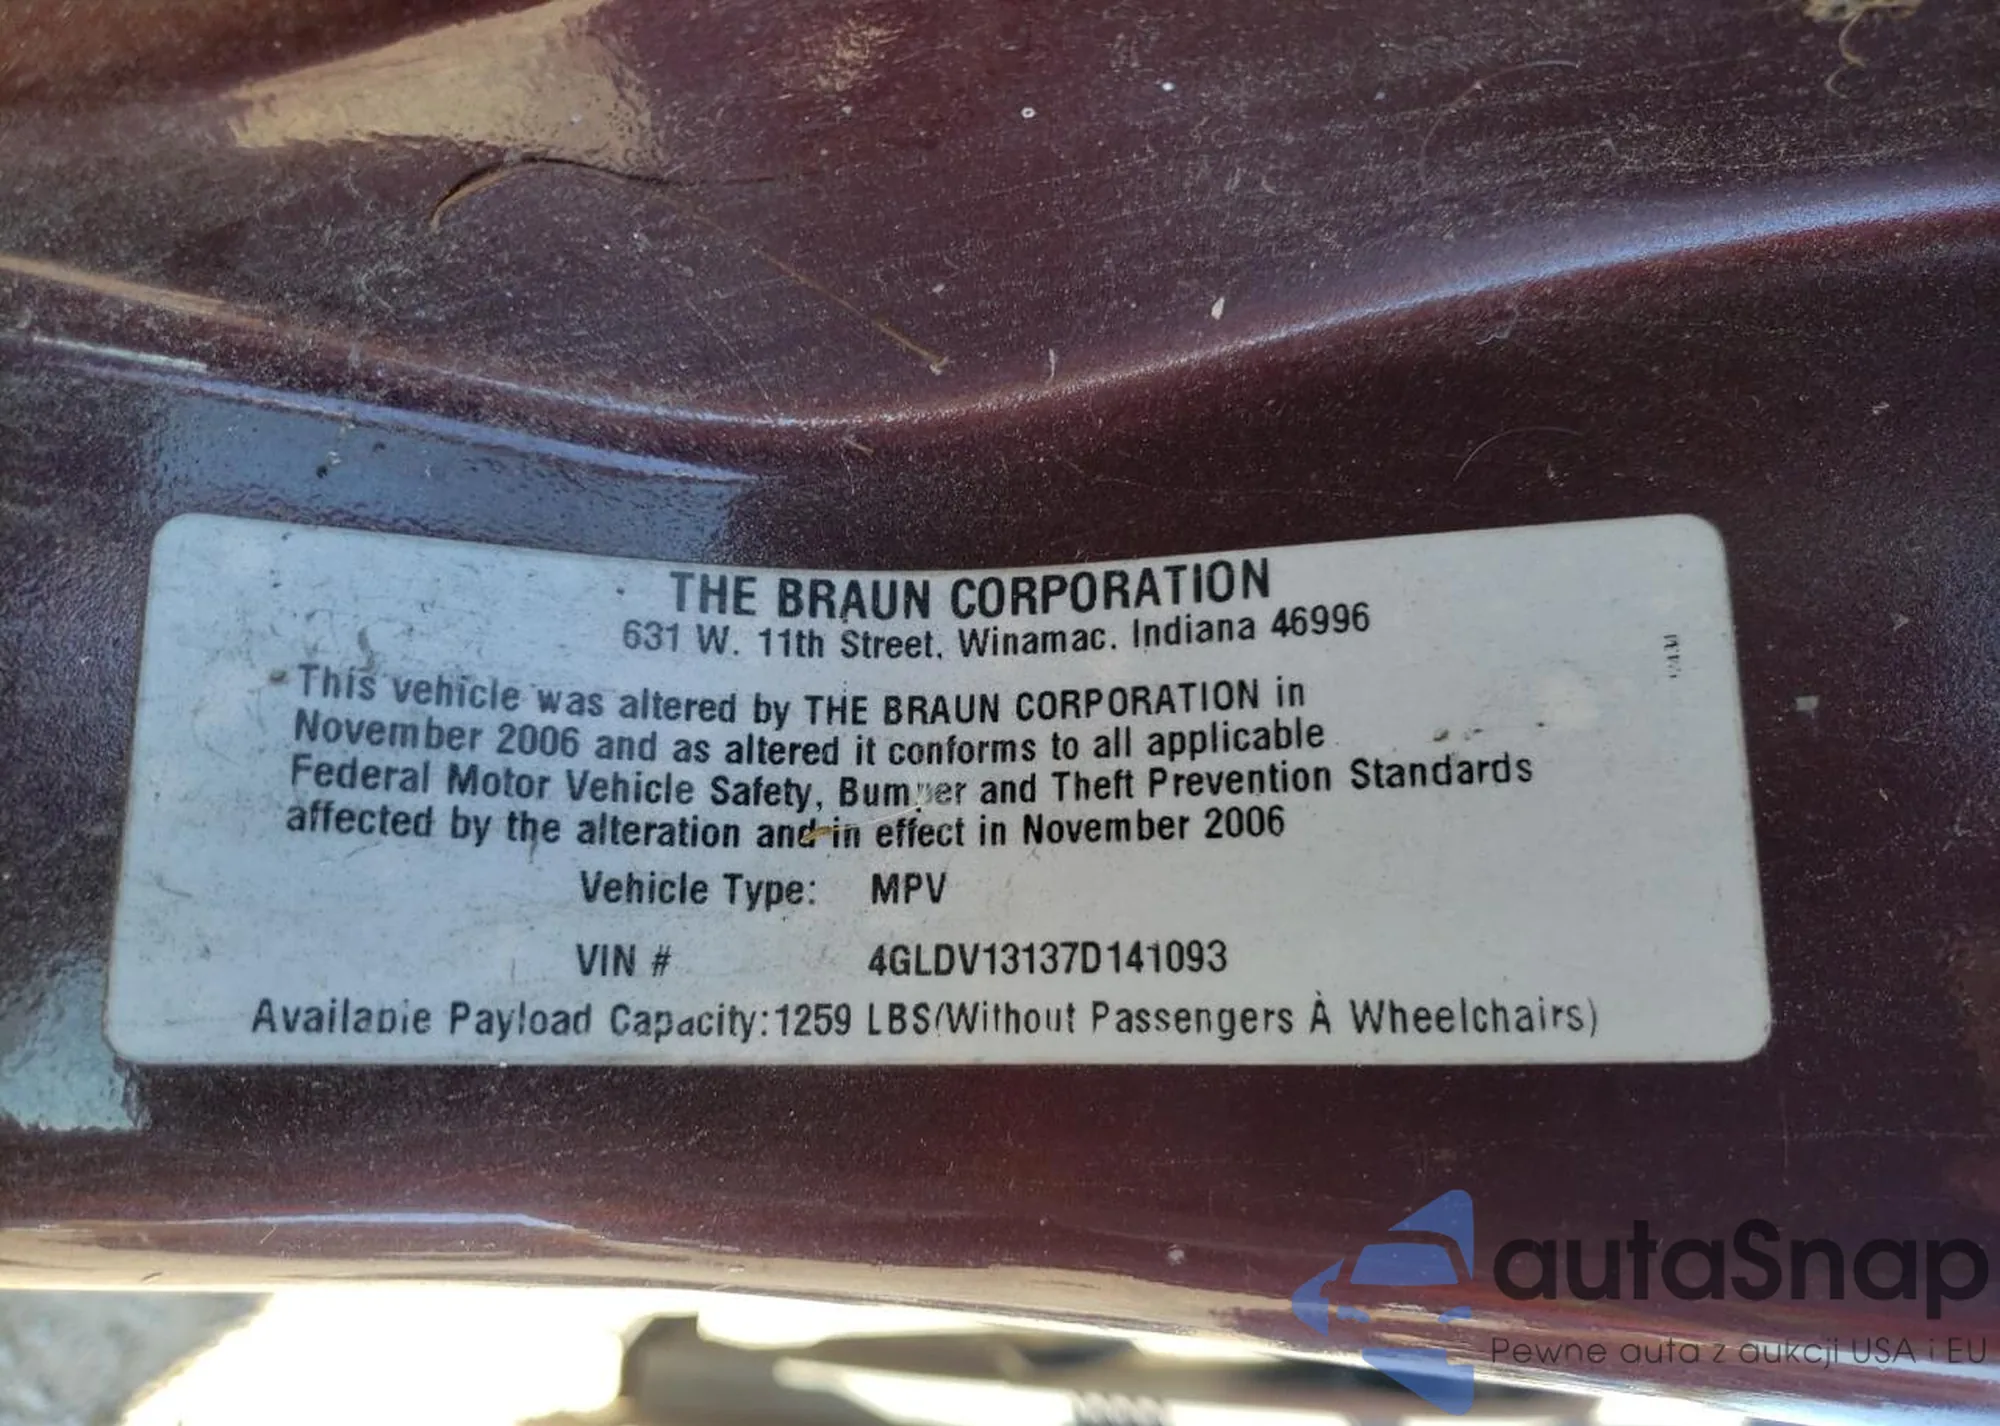 THE BRAUN CORPORATION
631 W. 11th Street, Winamac, Indiana 46996
This vehicle was altered by THE BRAUN CORPORATION in
November 2006 and as altered it conforms to all applicable
Federal Motor Vehicle Safety, Bumper and Theft Prevention Standards
affected by the alteration and in effect in November 2006
Vehicle Type: MPV
VIN # 4GLDV13137D141093
Available Payload Capacity:1259 LBS(Without Passengers À Wheelchairs)
autaSnap
Pewne auta z aukcji USA i EU